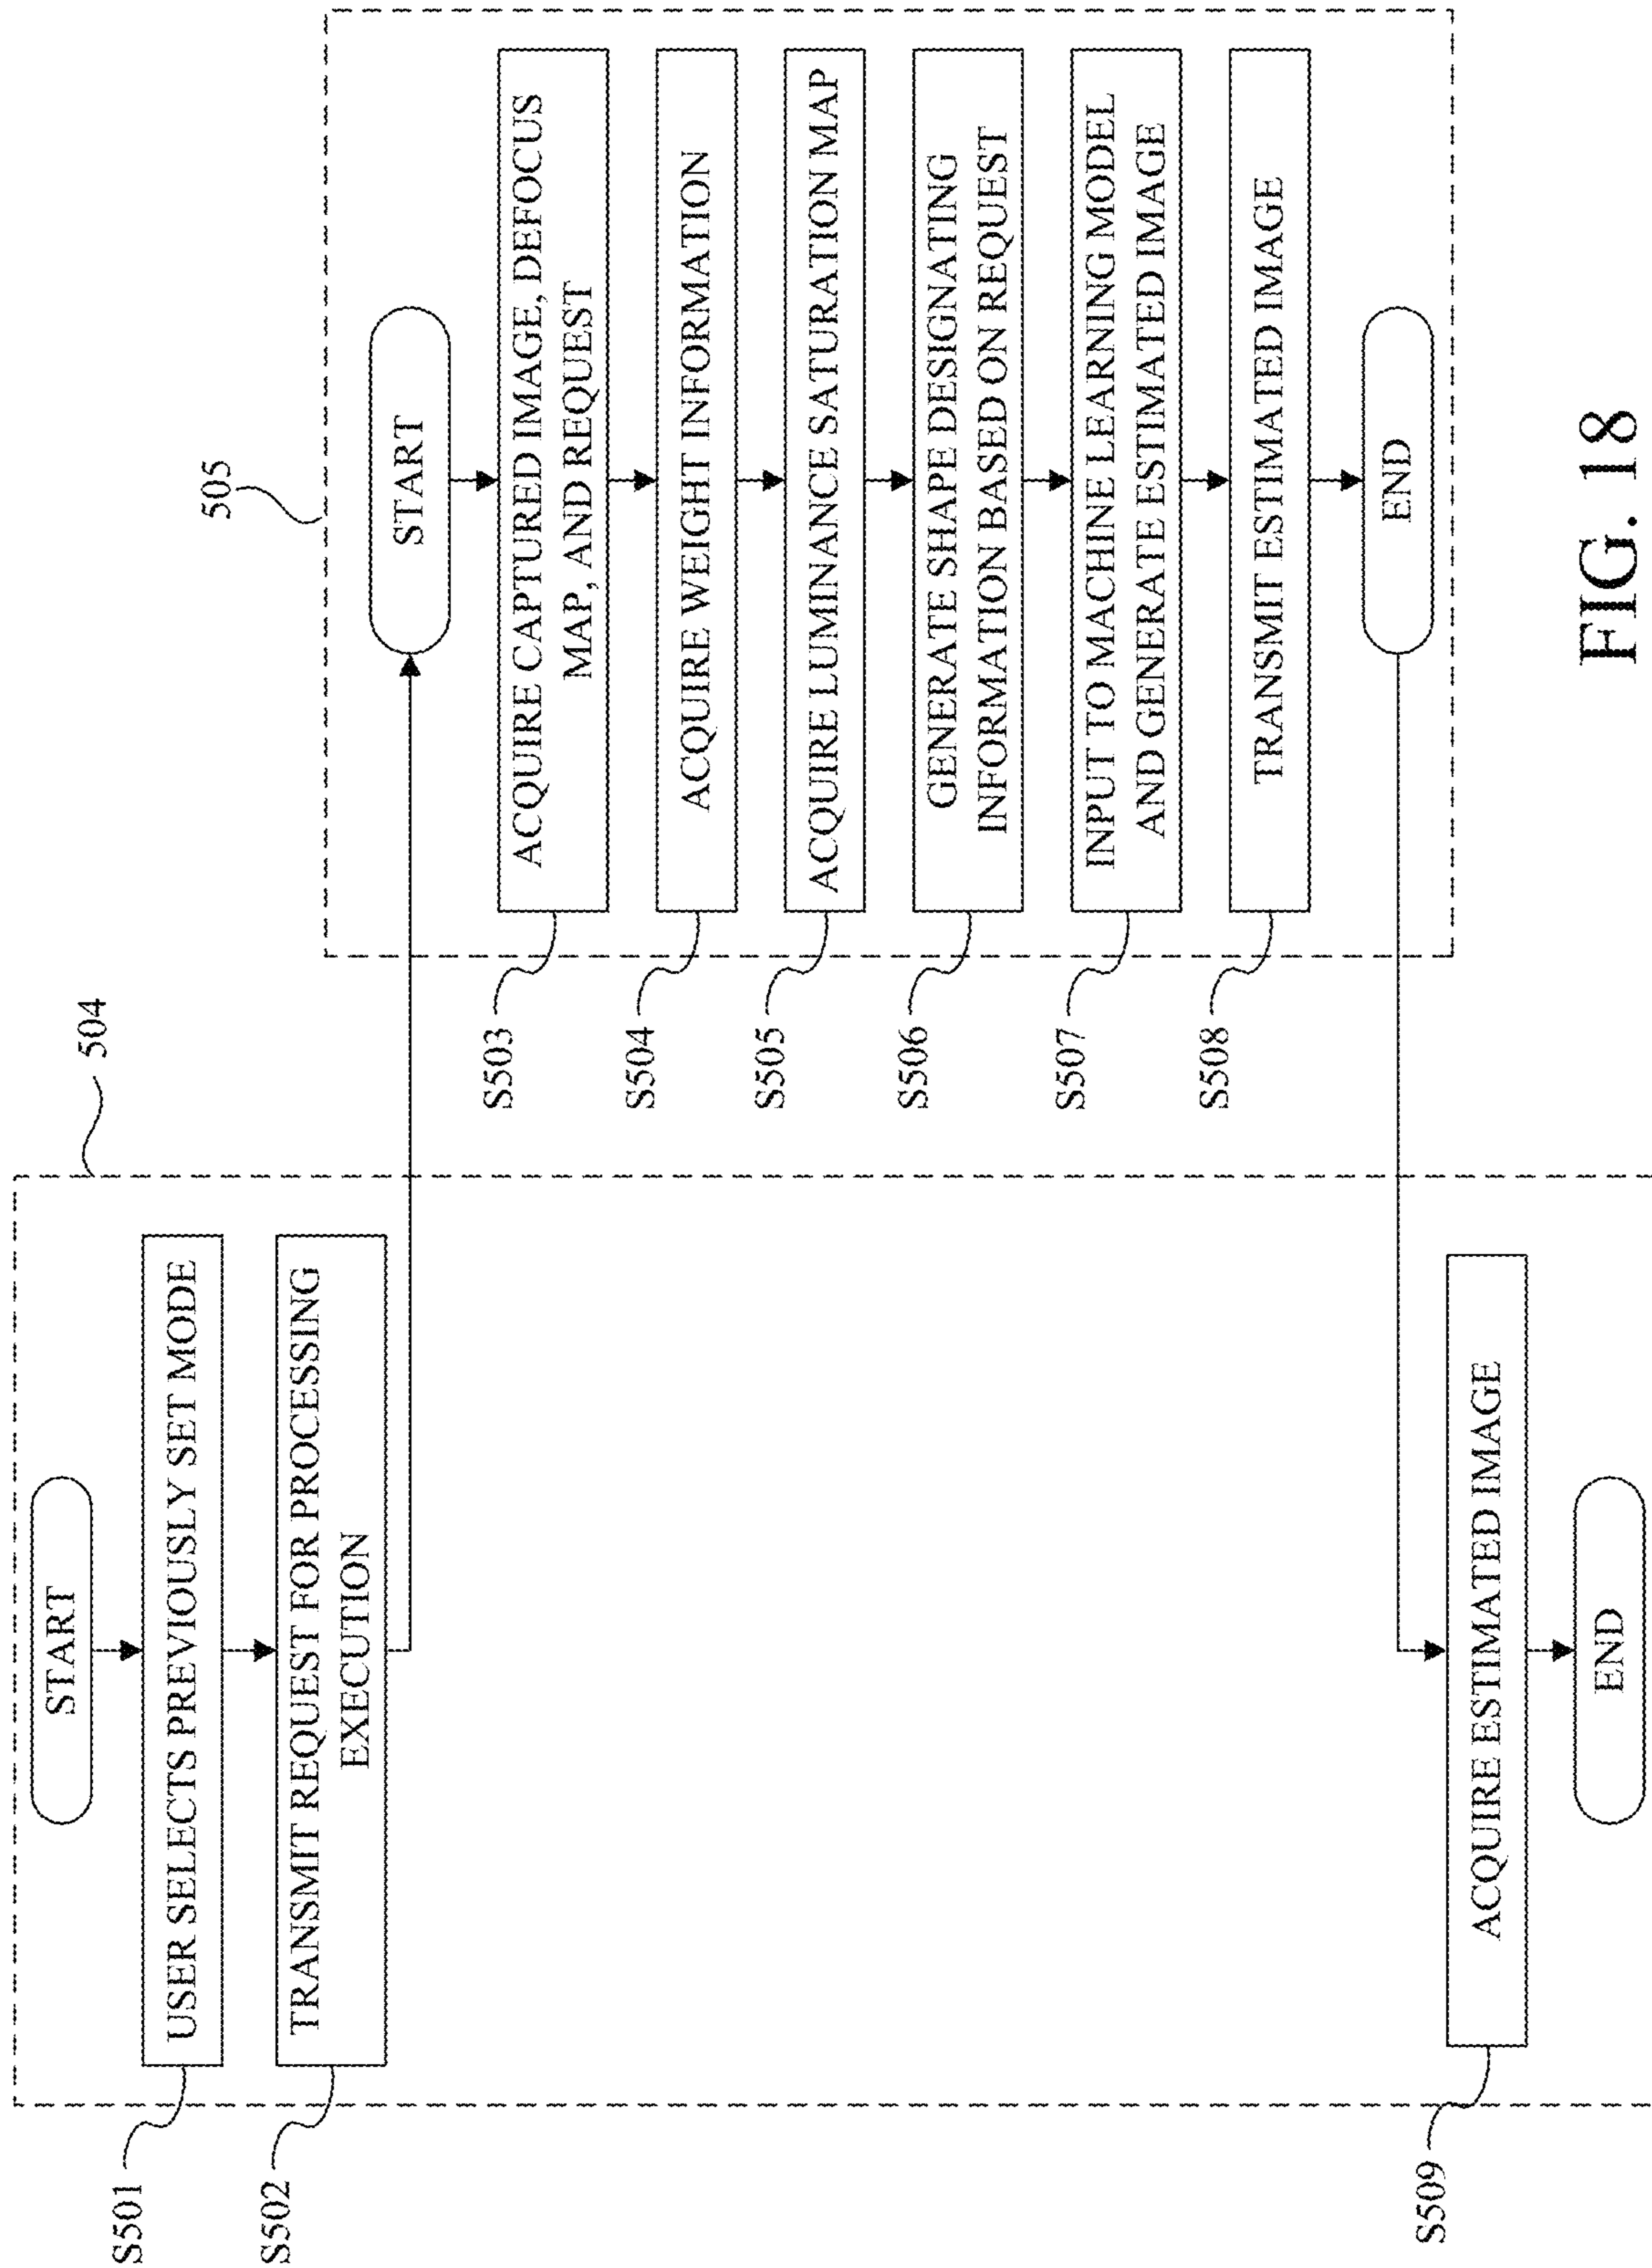 504
START
S501
USER SELECTS PREVIOUSLY SET MODE
S502
TRANSMIT REQUEST FOR PROCESSING
EXECUTION
505
START
S503
ACQUIRE CAPTURED IMAGE, DEFOCUS
MAP, AND REQUEST
S504
ACQUIRE WEIGHT INFORMATION
S505
ACQUIRE LUMINANCE SATURATION MAP
S506
GENERATE SHAPE DESIGNATING
INFORMATION BASED ON REQUEST
S507
INPUT TO MACHINE LEARNING MODEL
AND GENERATE ESTIMATED IMAGE
S508
TRANSMIT ESTIMATED IMAGE
END
S509
ACQUIRE ESTIMATED IMAGE
END
FIG. 18